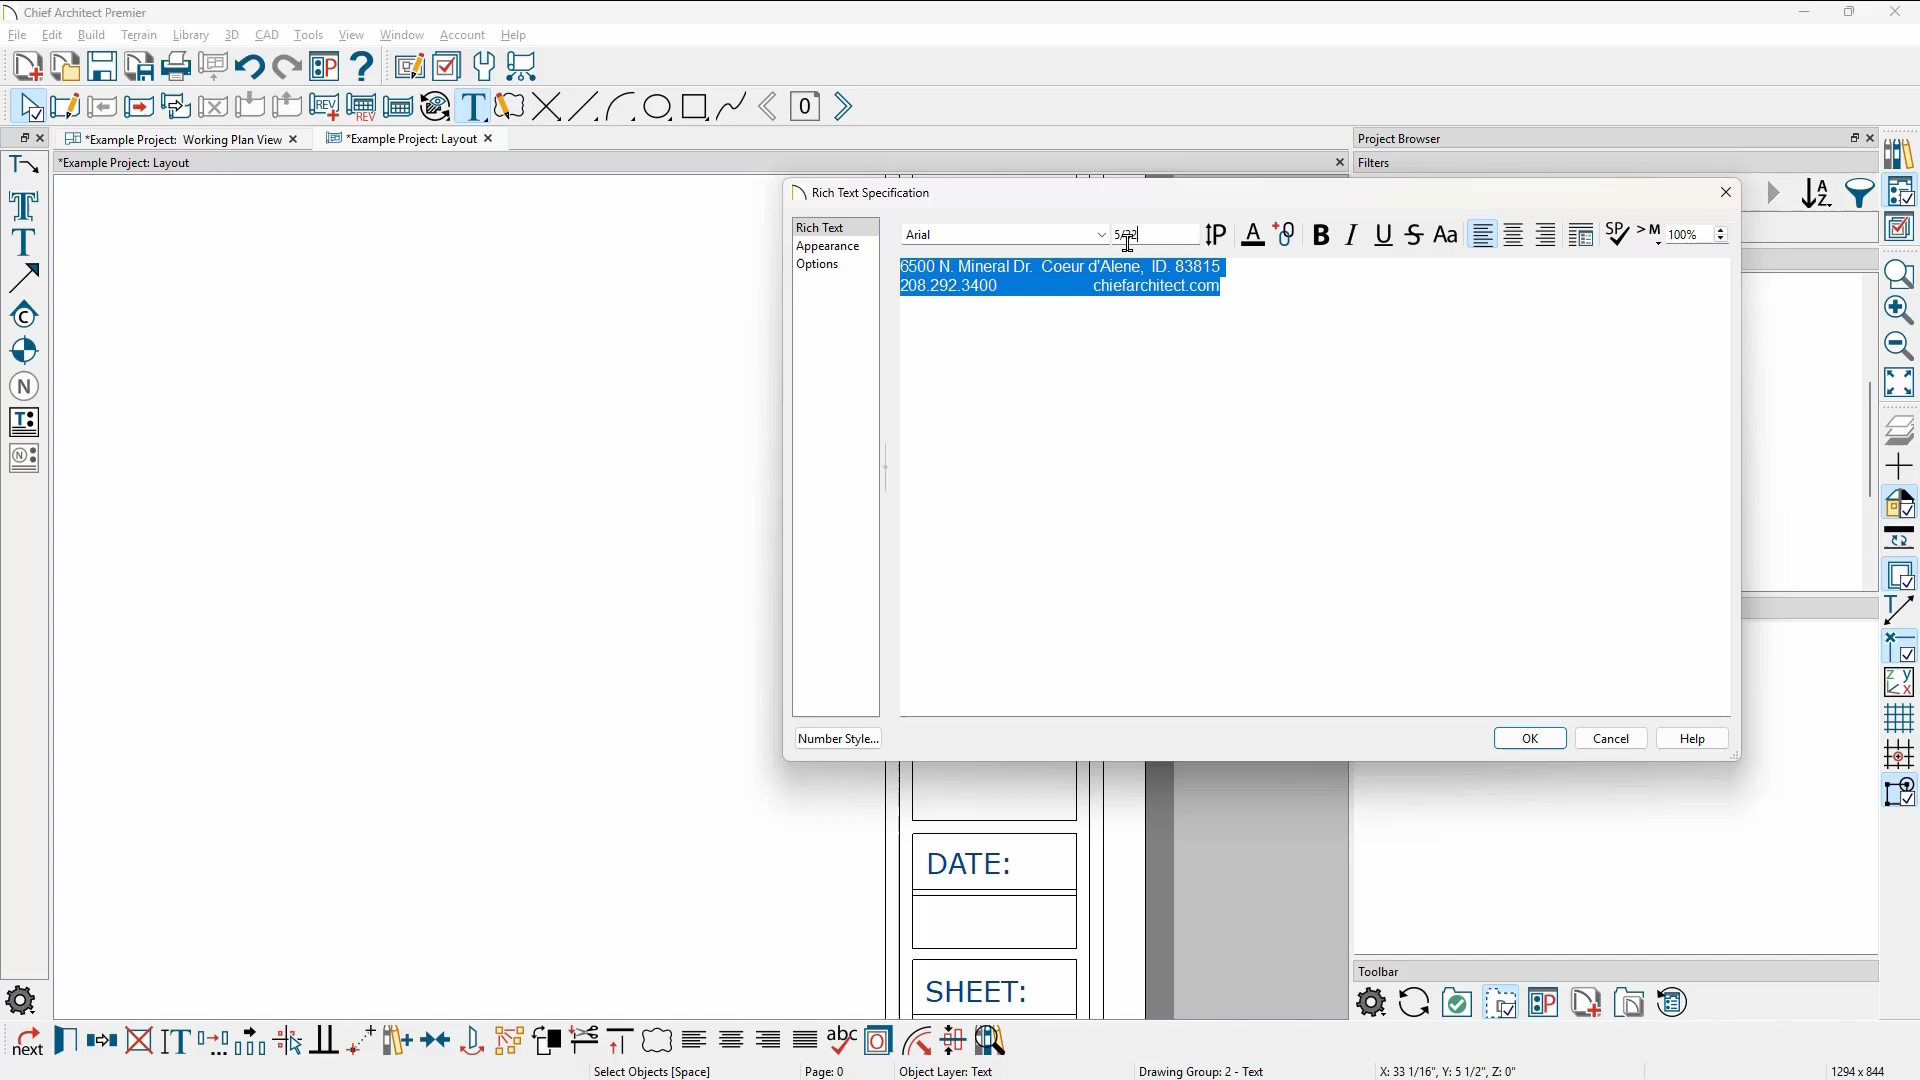 Chief Architect Premier
File Edit Build Terrain Library 3D CAD Tools View Window Account Help
*Example Project: Working Plan View
*Example Project: Layout
Project Browser
*Example Project: Layout
Filters
Rich Text Specification
Rich Text
Appearance
Options
Arial
100%
6500 N. Mineral Dr. Coeur d'Alene, ID. 83815
208.292.3400 chiefarchitect.com
Number Style...
OK
Cancel
Help
DATE:
SHEET:
Toolbar
next
abc
Select Objects [Space]
Page: 0
Object Layer: Text
Drawing Group: 2 - Text
X: 33 1/16", Y: 5 1/2", Z: 0"
1294 x 844